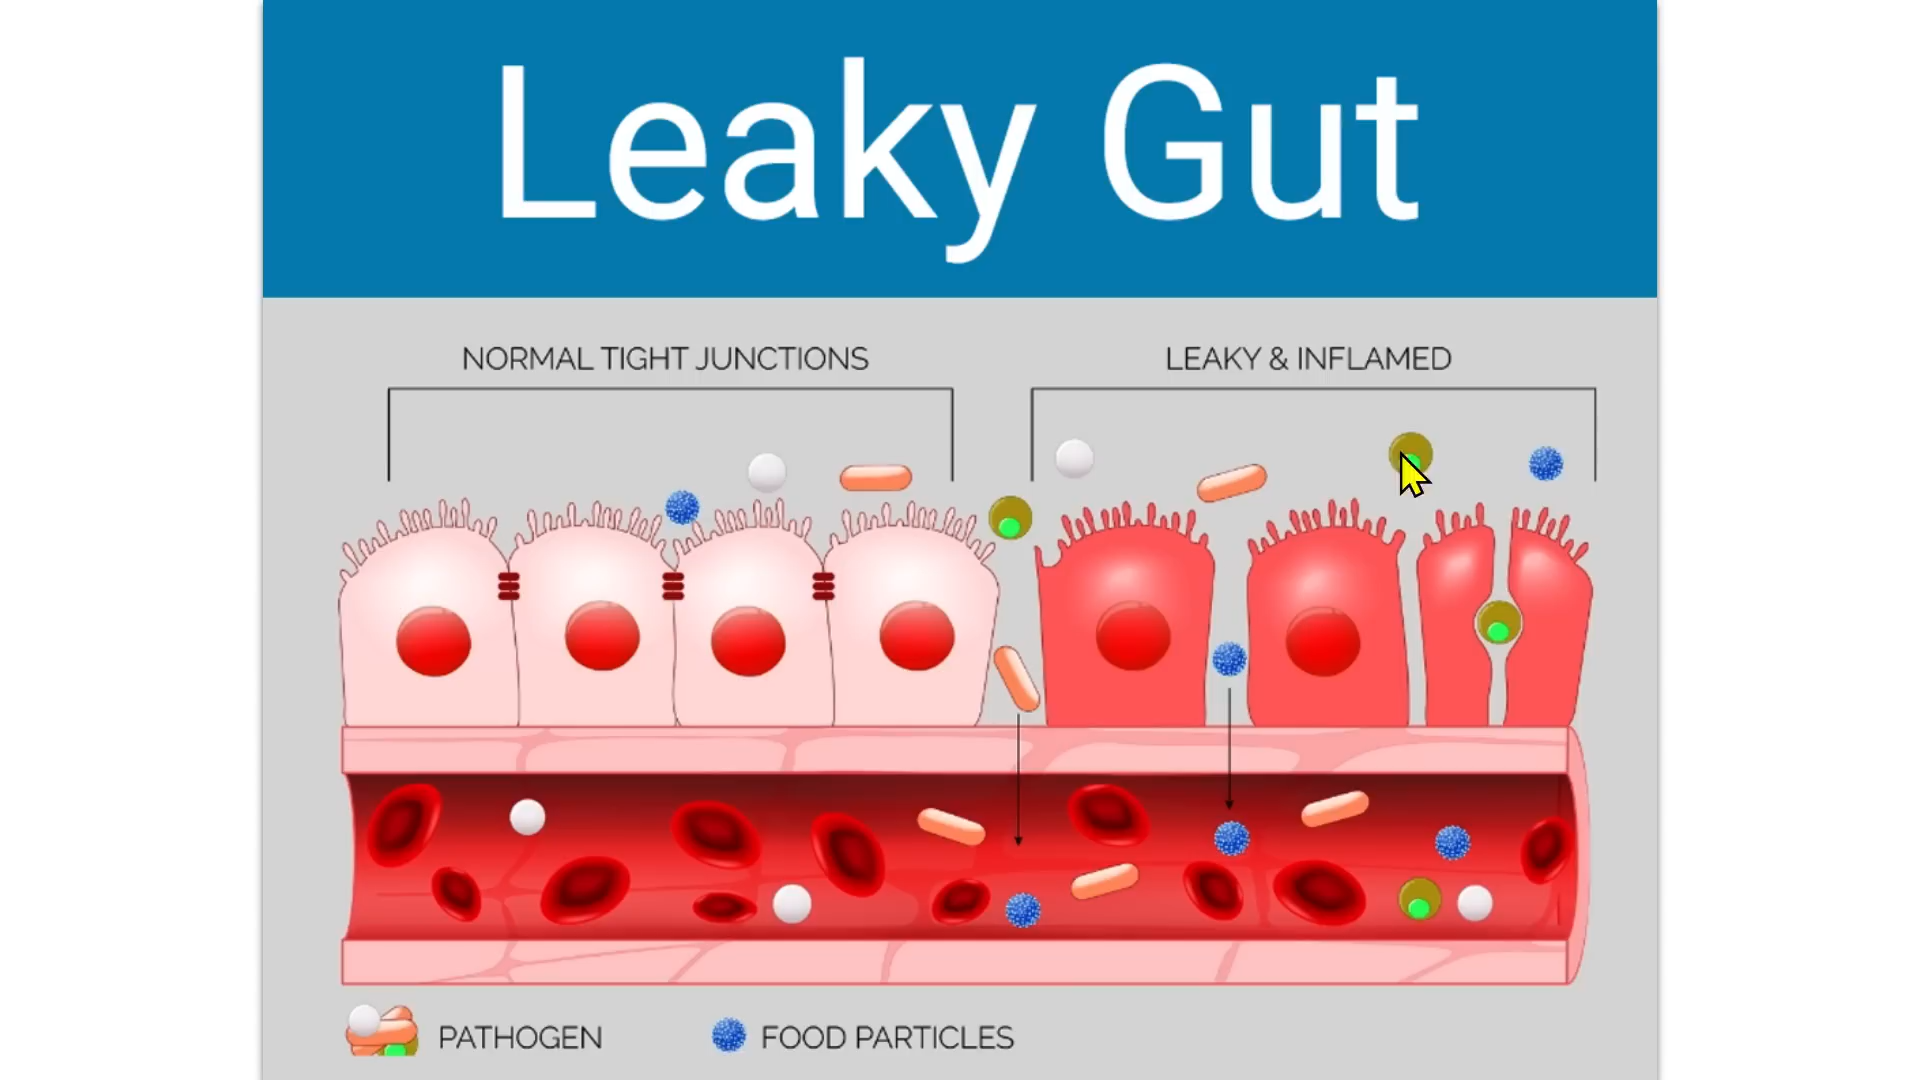 Leaky Gut
NORMAL TIGHT JUNCTIONS
LEAKY & INFLAMED
PATHOGEN
FOOD PARTICLES